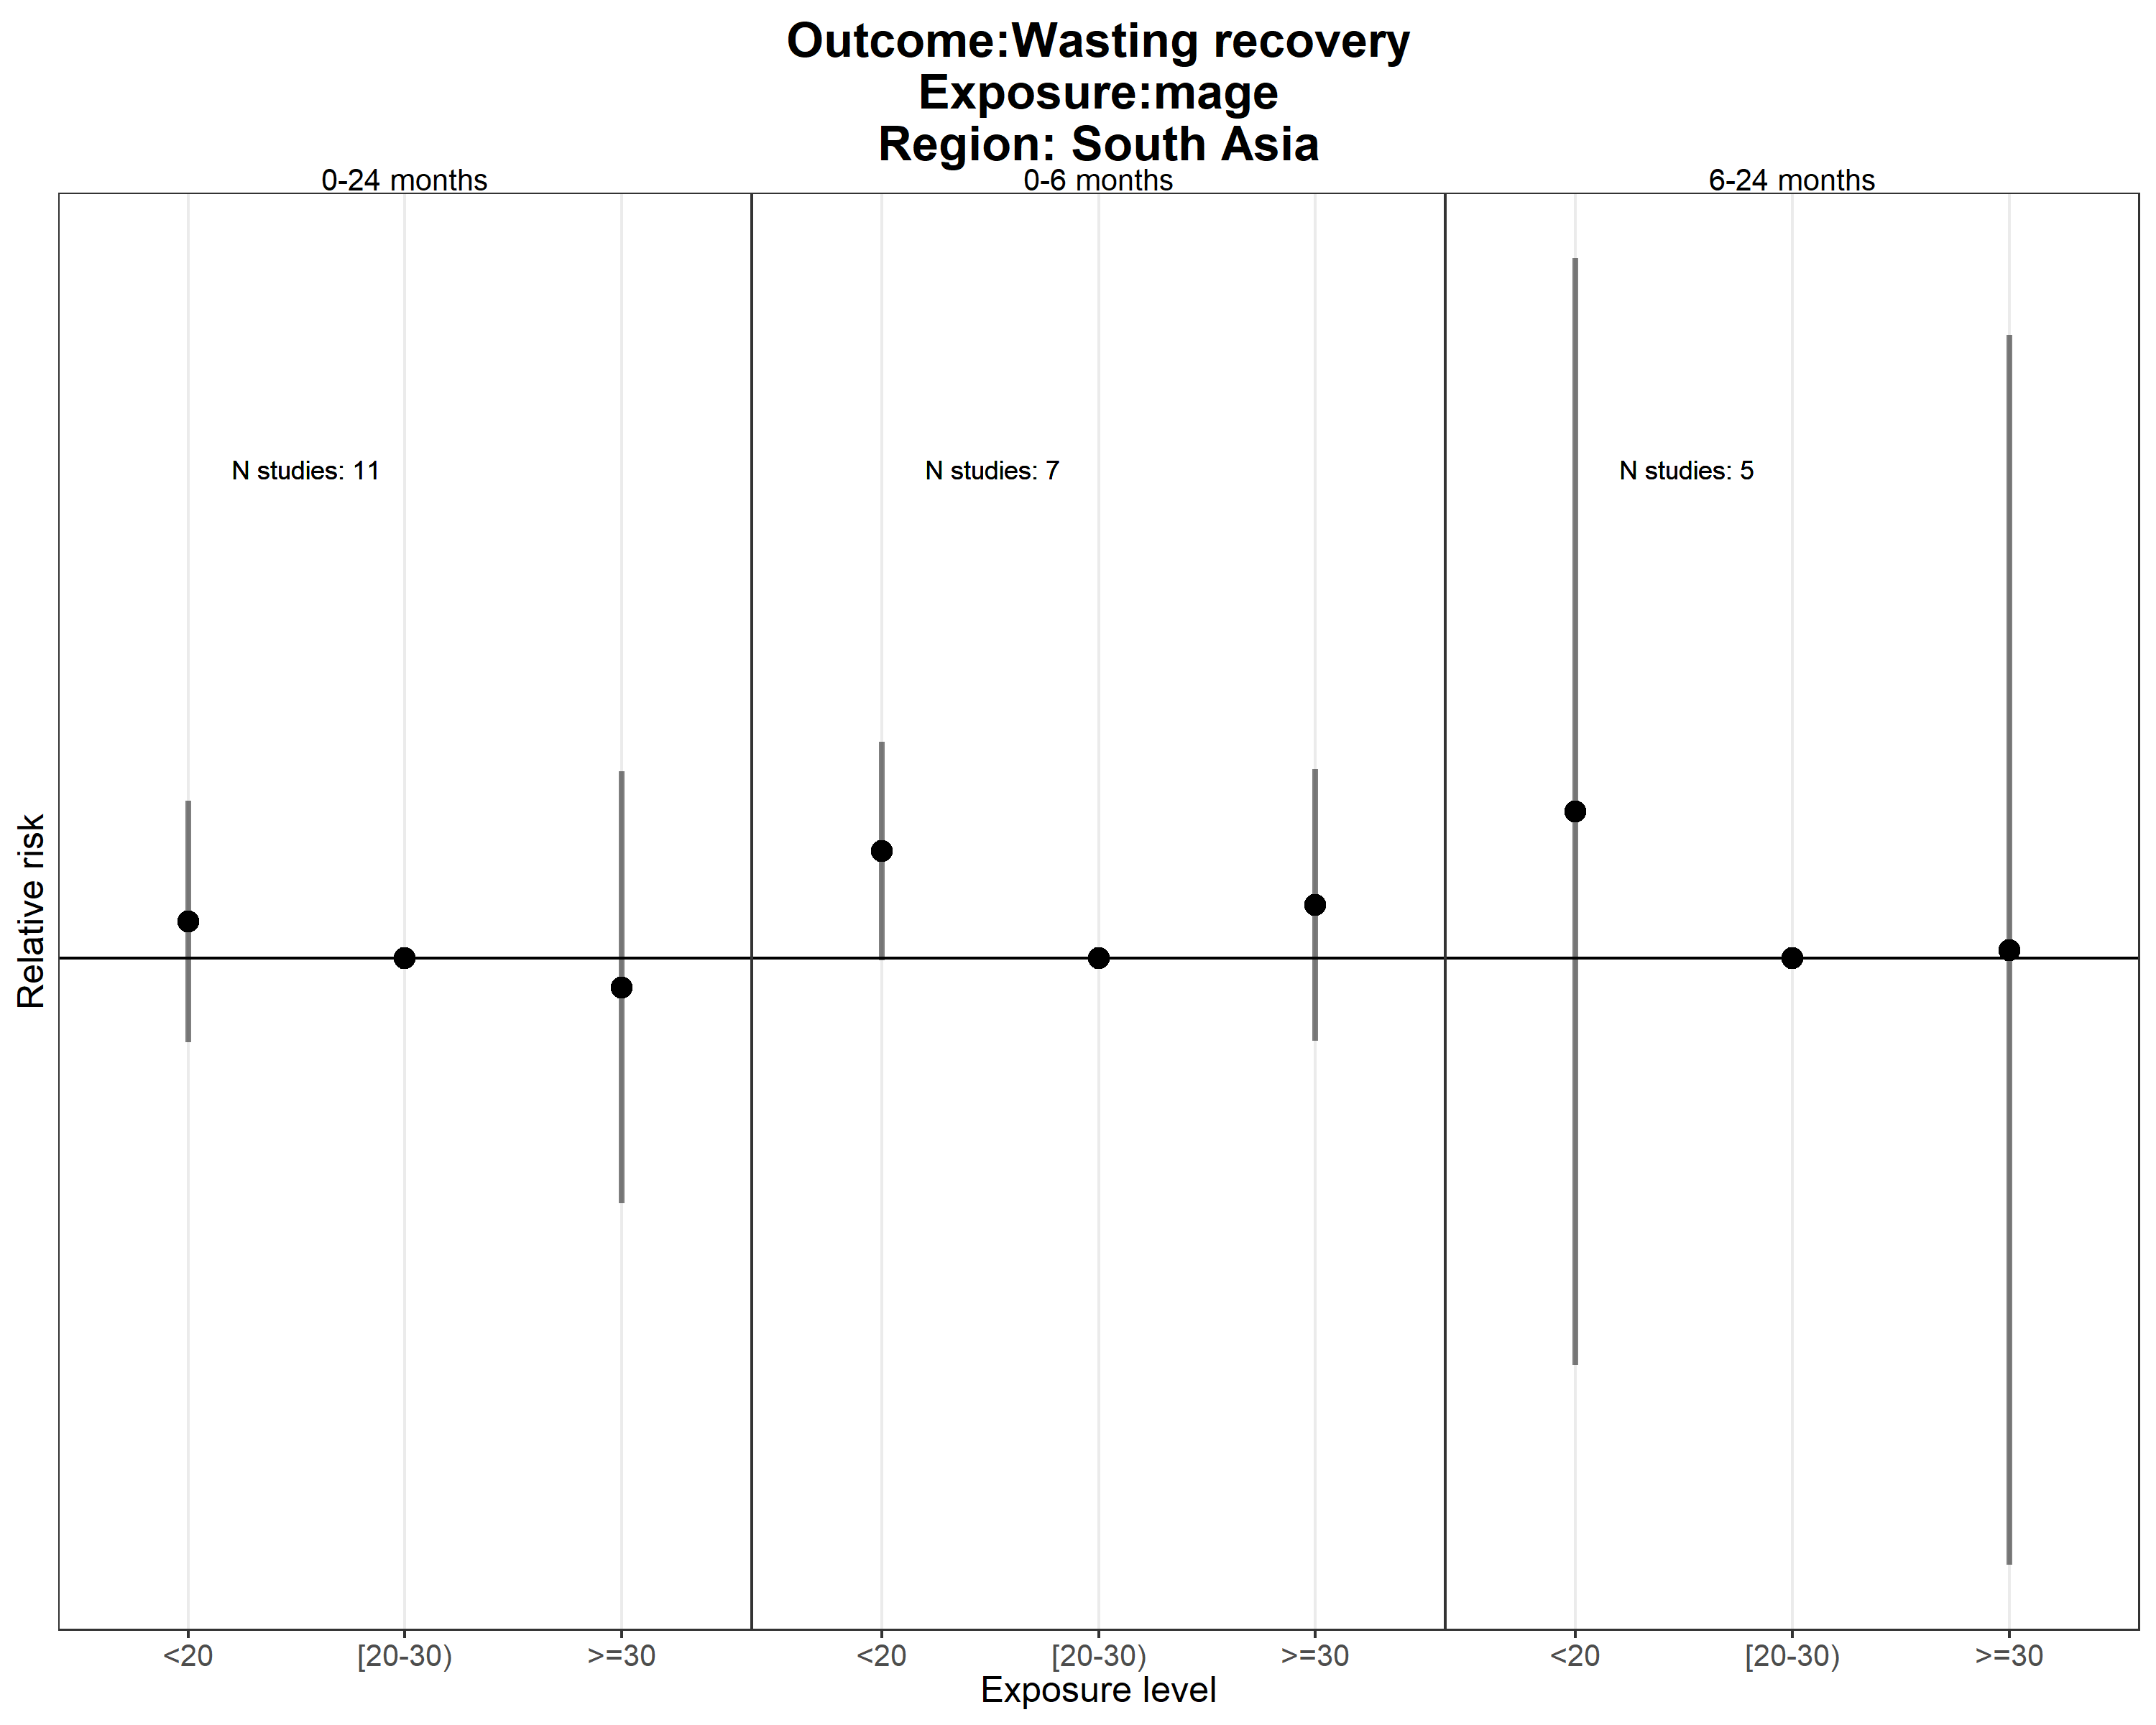 Outcome:Wasting recovery
Exposure:mage
Region: South Asia
0-24 months
0-6 months
6-24 months
N studies: 11
N studies: 7
N studies: 5
Relative risk
<20
[20-30)
>=30
<20
[20-30)
>=30
<20
[20-30)
>=30
Exposure level